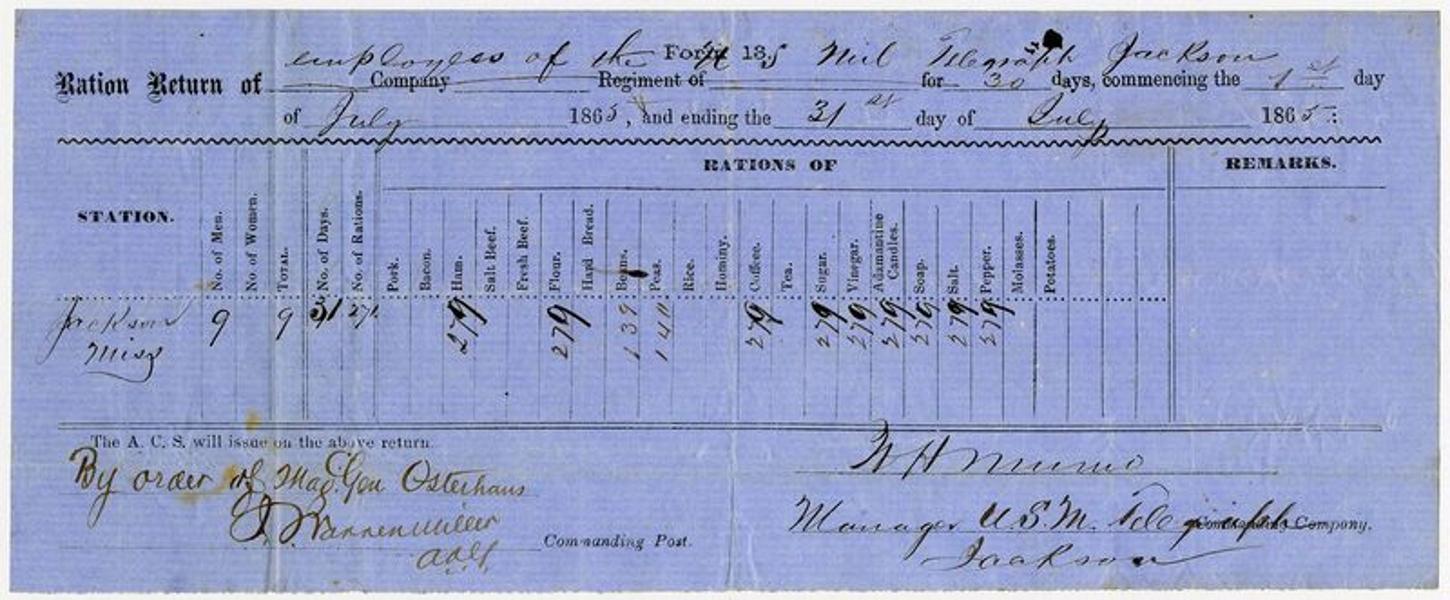 Form 13
employees of the U S Mil Telegraph Jackson
Ration Return of Company Regiment of for 30 days, commencing the 1st day
of July 1865, and ending the 31st day of July 1865.
RATIONS OF REMARKS.
STATION. No. of Men. No of Women. TOTAL. No. of Days. No. of Rations. Pork. Bacon. Ham. Salt Beef. Fresh Beef. Flour. Hard Bread. Beans. Peas. Rice. Hominy. Coffee. Tea. Sugar. Vinegar. Adamantine Candles. Soap. Salt. Pepper. Molasses. Potatoes.
Jackson 9 9 31 279 279 279 139 140 279 279 279 279 279 279 279
Miss
The A. C. S. will issue on the above return.
By order of Maj Gen Osterhaus
Commanding Post.
W H
Manager U.S.M. Telegraph Commanding Company.
Jackson